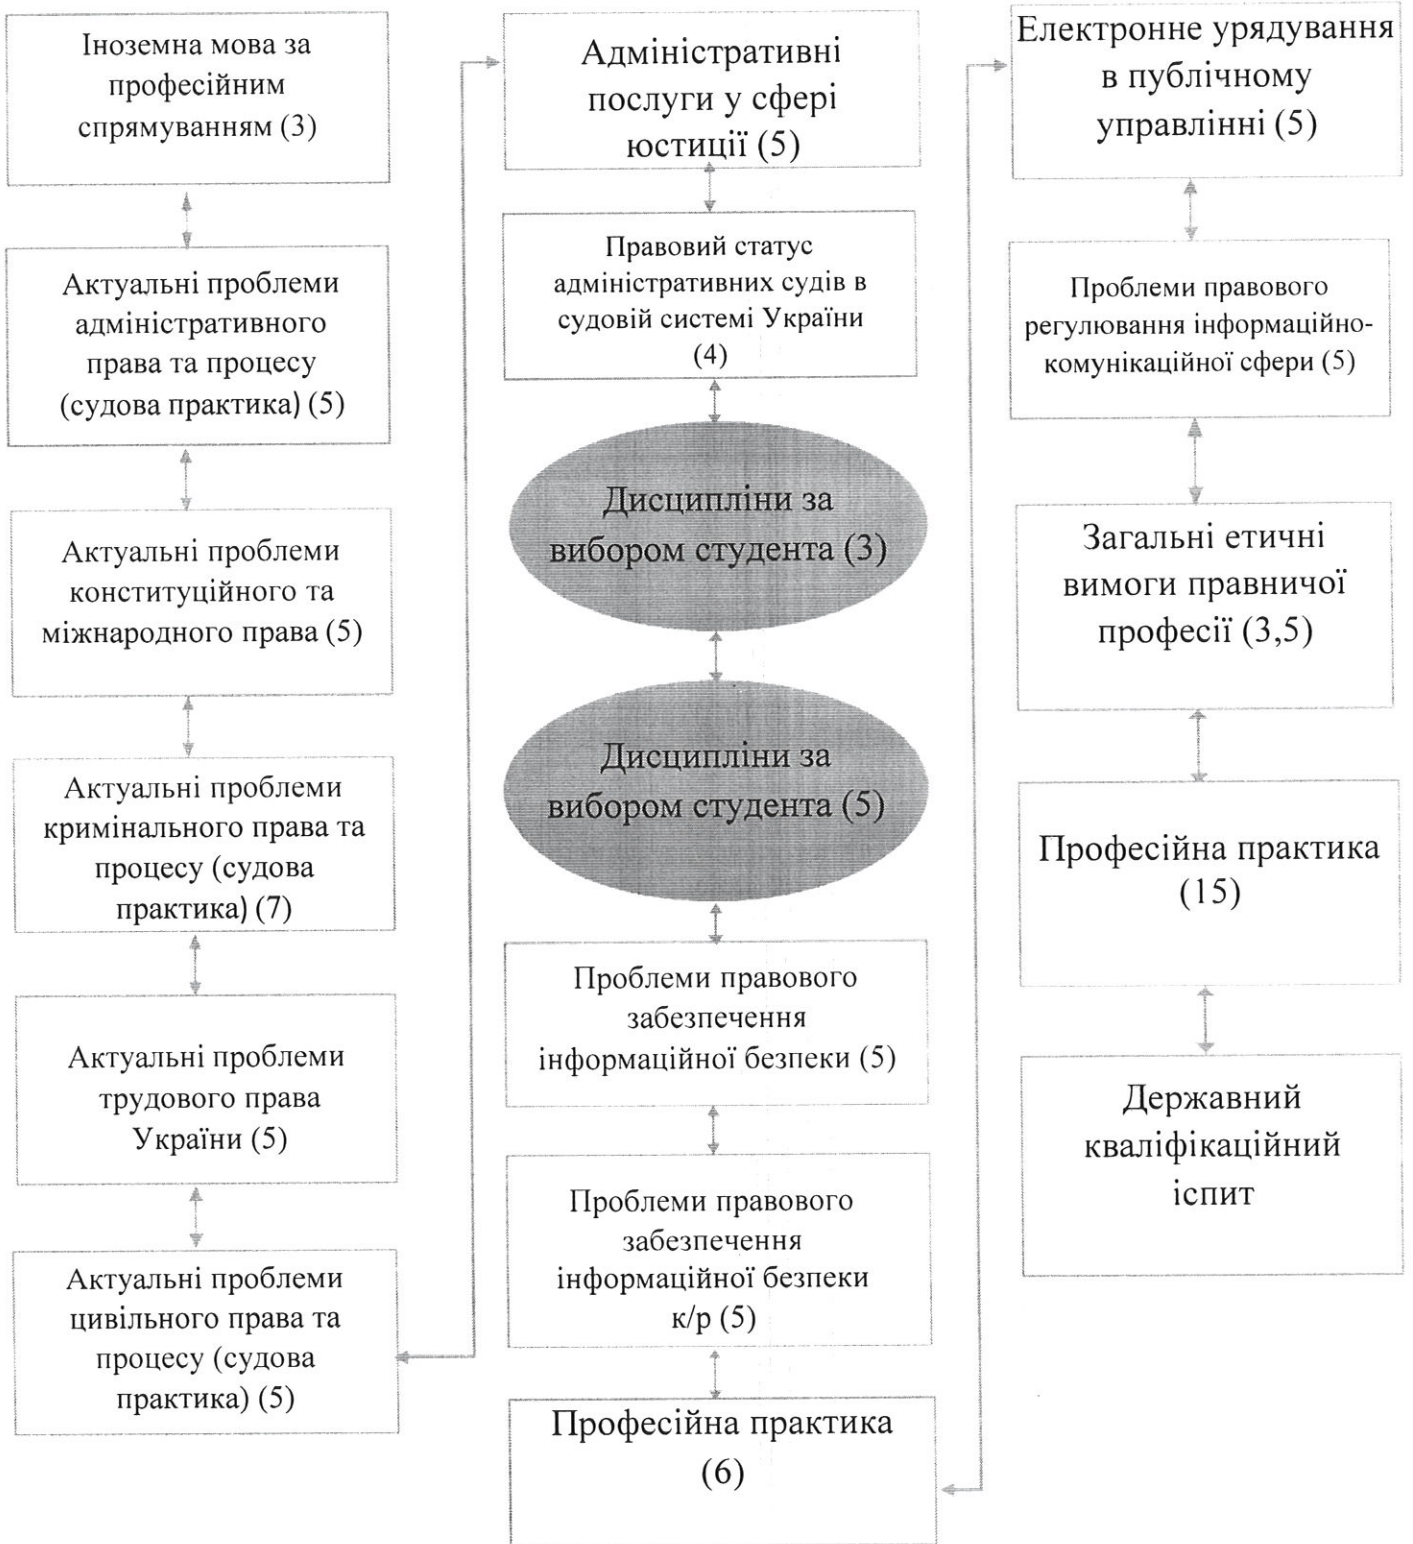 Іноземна мова за
професійним
спрямуванням (3)
Актуальні проблеми
адміністративного
права та процесу
(судова практика) (5)
Актуальні проблеми
конституційного та
міжнародного права (5)
Актуальні проблеми
кримінального права та
процесу (судова
практика) (7)
Актуальні проблеми
трудового права
України (5)
Актуальні проблеми
цивільного права та
процесу (судова
практика) (5)
Адміністративні
послуги у сфері
юстиції (5)
Правовий статус
адміністративних судів в
судовій системі України
(4)
Дисципліни за
вибором студента (3)
Дисципліни за
вибором студента (5)
Проблеми правового
забезпечення
інформаційної безпеки (5)
Проблеми правового
забезпечення
інформаційної безпеки
к/р (5)
Професійна практика
(6)
Електронне урядування
в публічному
управлінні (5)
Проблеми правового
регулювання інформаційно-
комунікаційної сфери (5)
Загальні етичні
вимоги правничої
професії (3,5)
Професійна практика
(15)
Державний
кваліфікаційний
іспит